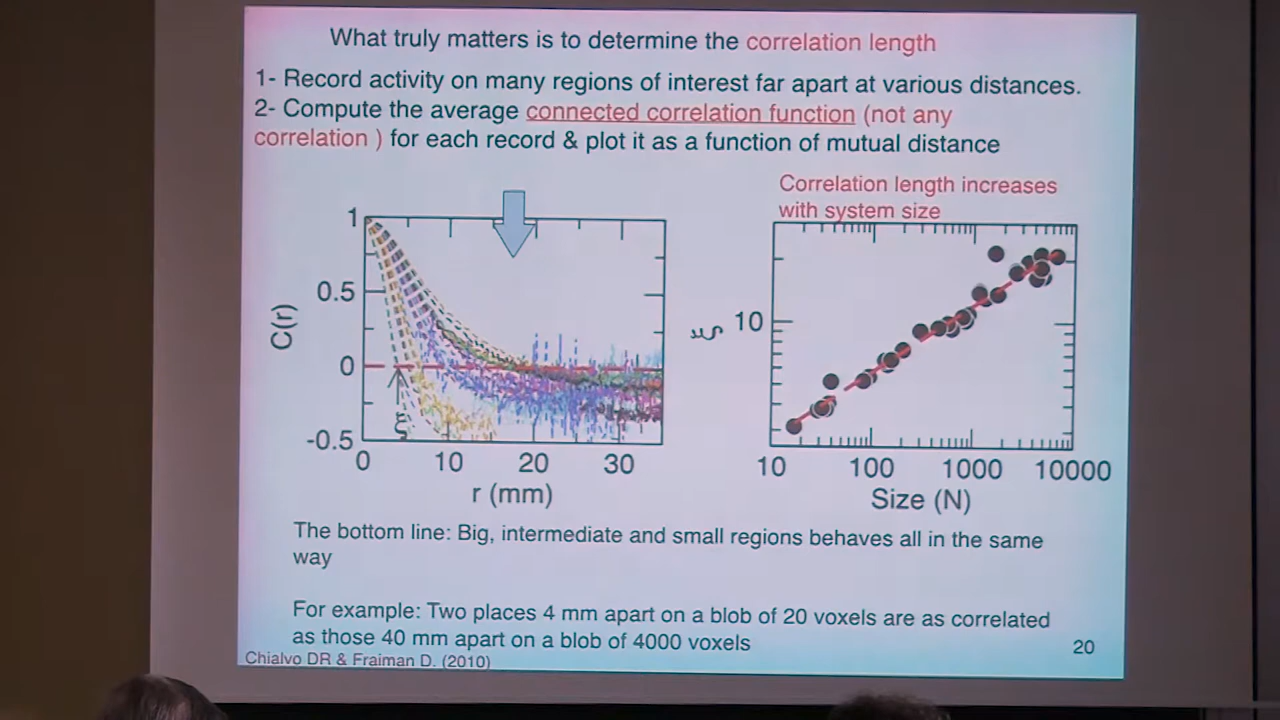 What truly matters is to determine the correlation length
1- Record activity on many regions of interest far apart at various distances.
2- Compute the average connected correlation function (not any
correlation ) for each record & plot it as a function of mutual distance
Correlation length increases
with system size
1
0.5
0
-0.5
C(r)
ξ
0 10 20 30
r (mm)
ξ
10
10 100 1000 10000
Size (N)
The bottom line: Big, intermediate and small regions behaves all in the same
way
For example: Two places 4 mm apart on a blob of 20 voxels are as correlated
as those 40 mm apart on a blob of 4000 voxels
20
Chialvo DR & Fraiman D. (2010)